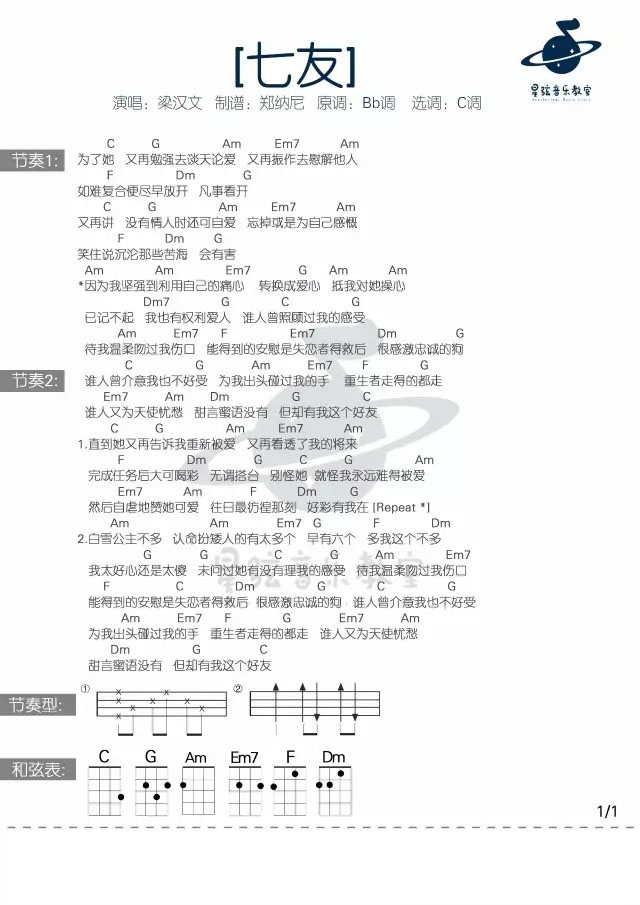 [七友]
星弦音乐教室
演唱：梁汉文 制谱：郑纳尼 原调：Bb调 选调：C调
C G Am Em7 Am
节奏1: 为了她 又再勉强去谈天论爱 又再振作去慰解他人
F Dm G
如难复合便尽早放开 凡事看开
C G Am Em7 Am
又再讲 没有情人时还可自爱 忘掉或是为自己感慨
F Dm G
笑住说沉沦那些苦海 会有害
Am Am Em7 G Am Am
*因为我坚强到利用自己的痛心 转换成爱心 抵我对她操心
Dm7 G C G
已记不起 我也有权利爱人 谁人曾照顾过我的感受
Am Em7 F Em7 Dm G
待我温柔吻过我伤口 能得到的安慰是失恋者得救后 很感激忠诚的狗
C G Am Em7 F G
节奏2: 谁人曾介意我也不好受 为我出头碰过我的手 重生者走得的都走
Em7 Am Dm G C
谁人又为天使忧愁 甜言蜜语没有 但却有我这个好友
C G Am Em7 Am
1.直到她又再告诉我重新被爱 又再看透了我的将来
F Dm G C G Am
完成任务后大可喝彩 无谓搭台 别怪她 就怪我永远难得被爱
Em7 Am F Dm G
然后自虐地赞她可爱 往日最彷徨那刻 好彩有我在 [Repeat *]
Am Am Em7 G F Dm
2.白雪公主不多 认命扮矮人的有太多个 早有六个 多我这个不多
G G C G Am Em7
我太好心还是太傻 未问过她有没有理我的感受 待我温柔吻过我伤口
F C Dm G C G
能得到的安慰是失恋者得救后 很感激忠诚的狗 谁人曾介意我也不好受
Am Em7 F G Em7 Am
为我出头碰过我的手 重生者走得的都走 谁人又为天使忧愁
Dm G C
甜言蜜语没有 但却有我这个好友
节奏型: ① ②
C G Am Em7 F Dm
和弦表:
1/1
星弦音乐教室